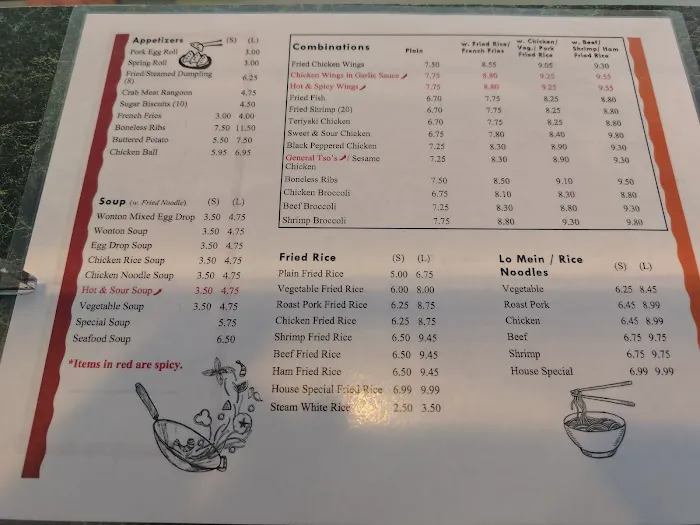 Appetizers (S) (L)
Pork Egg Roll 3.00
Spring Roll 3.00
Fried/Steamed Dumpling 6.25
(8)
Crab Meat Rangoon 4.75
Sugar Biscuits (10) 4.50
French Fries 3.00 4.00
Boneless Ribs 7.50 11.50
Buttered Potato 5.50 7.50
Chicken Ball 5.95 6.95
Soup (w. Fried Noodle) (S) (L)
Wonton Mixed Egg Drop 3.50 4.75
Wonton Soup 3.50 4.75
Egg Drop Soup 3.50 4.75
Chicken Rice Soup 3.50 4.75
Chicken Noodle Soup 3.50 4.75
Hot & Sour Soup 3.50 4.75
Vegetable Soup 3.50 4.75
Special Soup 5.75
Seafood Soup 6.50
*Items in red are spicy.
Combinations Plain w. Fried Rice/ French Fries w. Chicken/ Veg./ Pork Fried Rice w. Beef/ Shrimp/ Ham Fried Rice
Fried Chicken Wings 7.50 8.55 9.05 9.30
Chicken Wings in Garlic Sauce 7.75 8.80 9.25 9.55
Hot & Spicy Wings 7.75 8.80 9.25 9.55
Fried Fish 6.70 7.75 8.25 8.80
Fried Shrimp (20) 6.70 7.75 8.25 8.80
Teriyaki Chicken 6.70 7.75 8.25 8.80
Sweet & Sour Chicken 6.75 7.80 8.40 9.80
Black Peppered Chicken 7.25 8.30 8.90 9.30
General Tso's / Sesame 7.25 8.30 8.90 9.30
Chicken
Boneless Ribs 7.50 8.50 9.10 9.50
Chicken Broccoli 6.75 8.10 8.30 8.80
Beef Broccoli 7.25 8.30 8.80 9.30
Shrimp Broccoli 7.75 8.80 9.30 9.80
Fried Rice (S) (L)
Plain Fried Rice 5.00 6.75
Vegetable Fried Rice 6.00 8.00
Roast Pork Fried Rice 6.25 8.75
Chicken Fried Rice 6.25 8.75
Shrimp Fried Rice 6.50 9.45
Beef Fried Rice 6.50 9.45
Ham Fried Rice 6.50 9.45
House Special Fried Rice 6.99 9.99
Steam White Rice 2.50 3.50
Lo Mein / Rice
Noodles (S) (L)
Vegetable 6.25 8.45
Roast Pork 6.45 8.99
Chicken 6.45 8.99
Beef 6.75 9.75
Shrimp 6.75 9.75
House Special 6.99 9.99